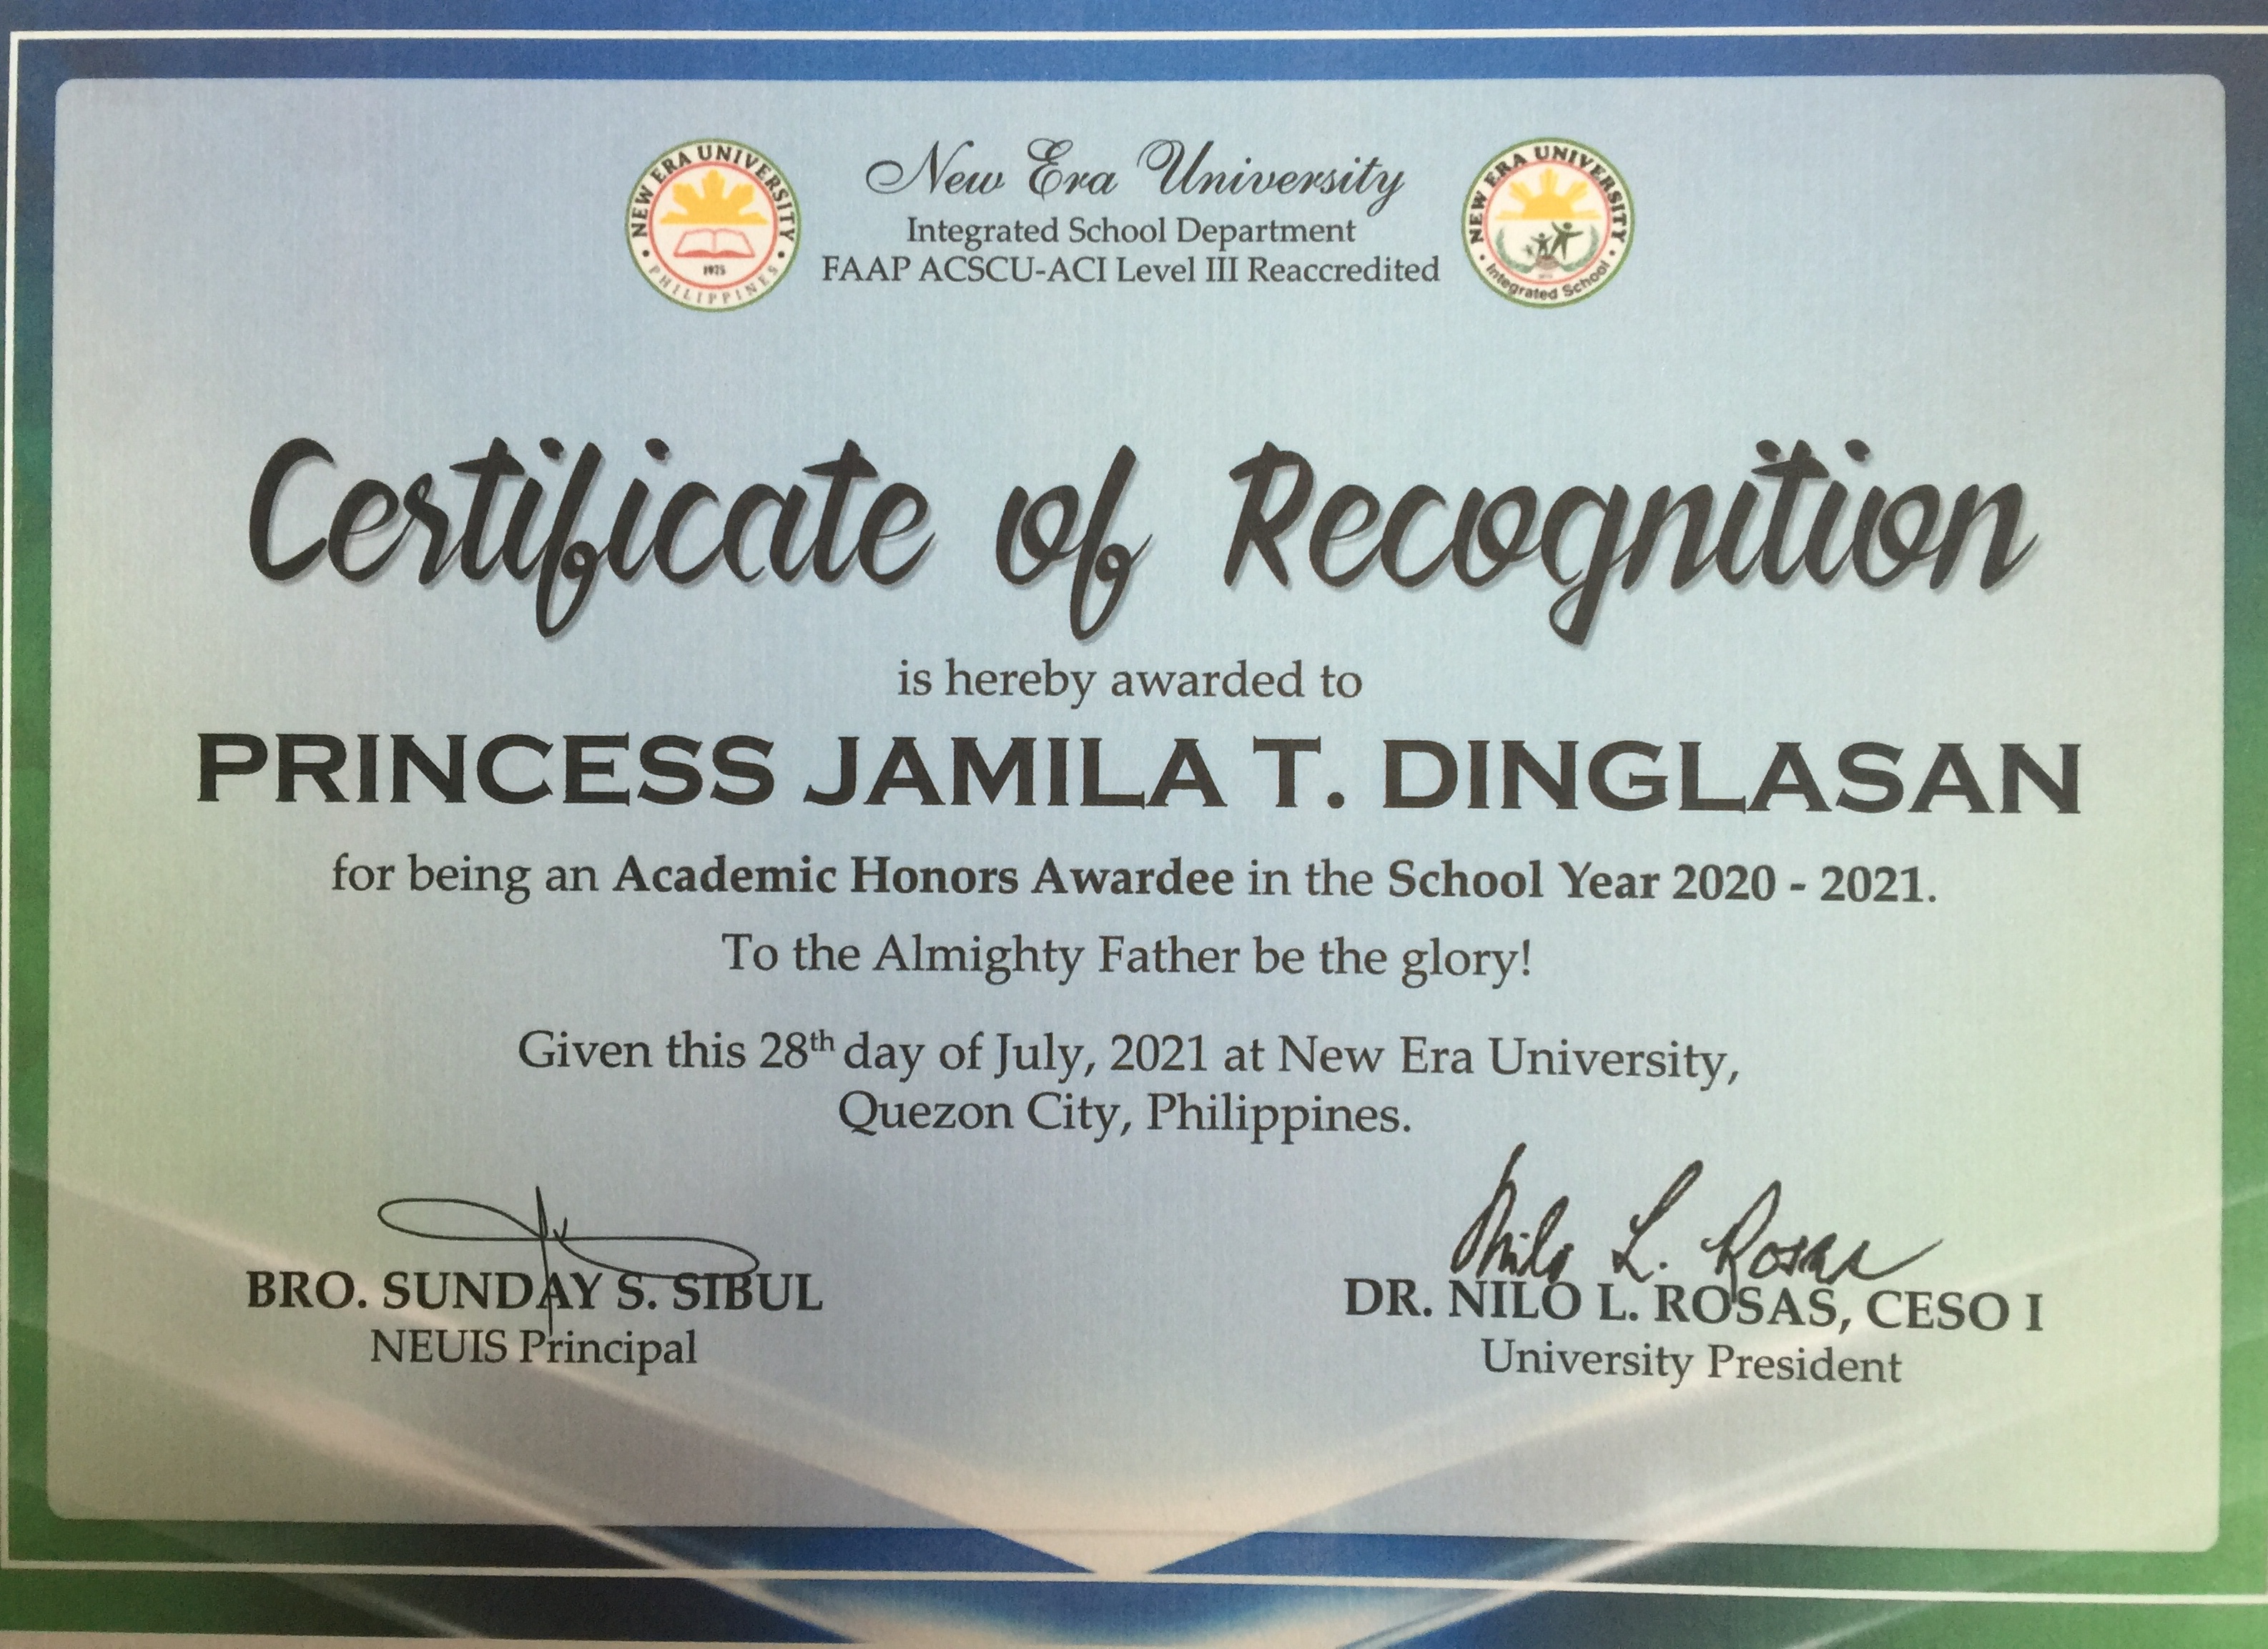 NEW ERA UNIVERSITY
1975
PHILIPPINES
New Era University
Integrated School Department
FAAP ACSCU-ACI Level III Reaccredited
NEW ERA UNIVERSITY
Integrated School
Certificate of Recognition
is hereby awarded to
PRINCESS JAMILA T. DINGLASAN
for being an Academic Honors Awardee in the School Year 2020 - 2021.
To the Almighty Father be the glory!
Given this 28th day of July, 2021 at New Era University,
Quezon City, Philippines.
Nilo L. Rosas
BRO. SUNDAY S. SIBUL
NEUIS Principal
DR. NILO L. ROSAS, CESO I
University President